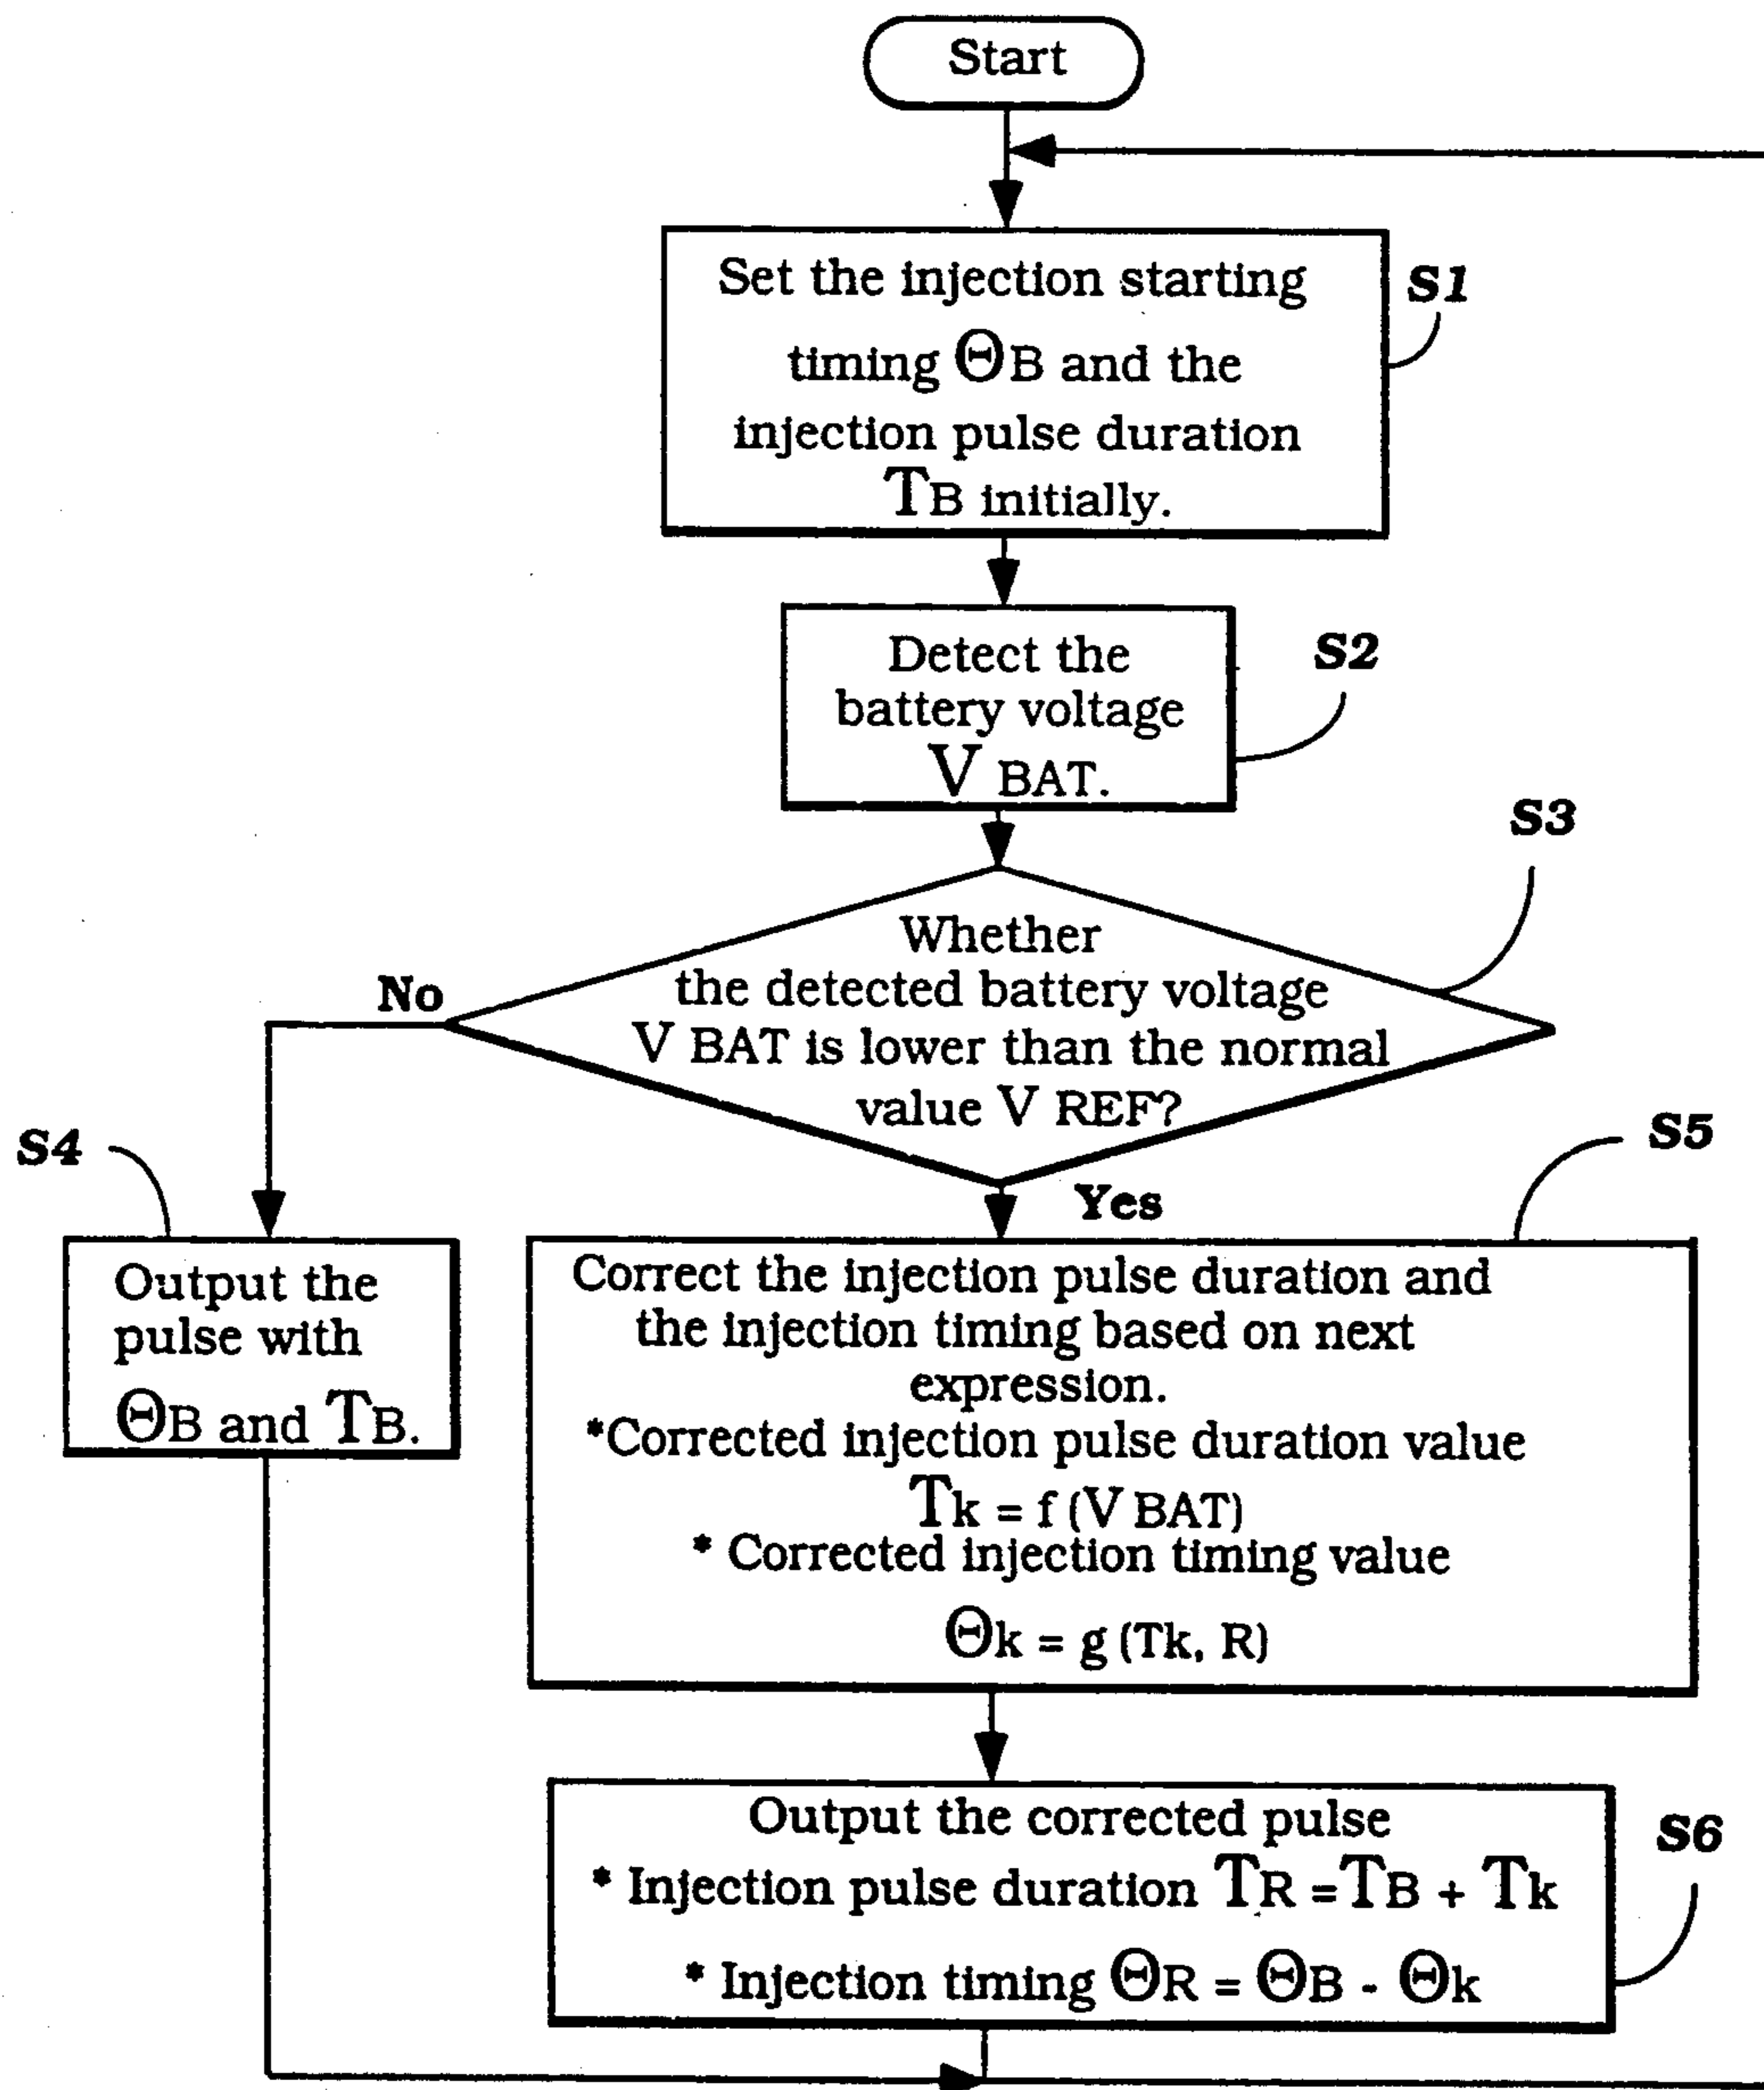 Start
Set the injection starting
timing ΘB and the
injection pulse duration
TB initially.
S1
Detect the
battery voltage
V BAT.
S2
Whether
the detected battery voltage
V BAT is lower than the normal
value V REF?
S3
No
Yes
S4
Output the
pulse with
ΘB and TB.
S5
Correct the injection pulse duration and
the injection timing based on next
expression.
*Corrected injection pulse duration value
Tk = f (V BAT)
* Corrected injection timing value
Θk = g (Tk, R)
Output the corrected pulse
* Injection pulse duration TR = TB + Tk
* Injection timing ΘR = ΘB - Θk
S6